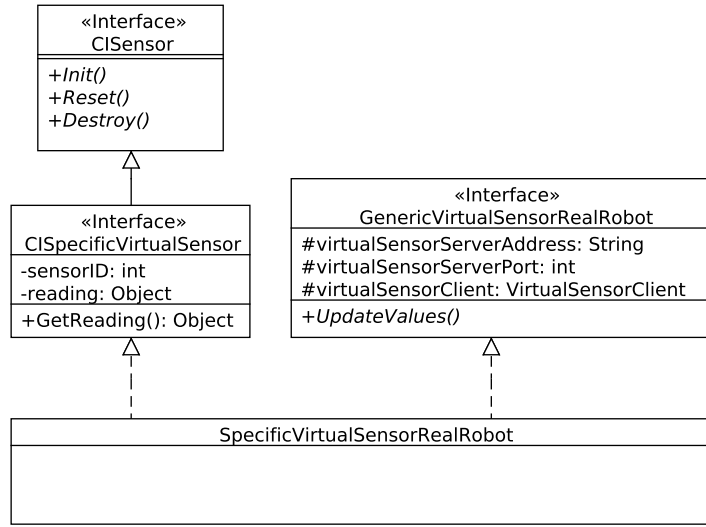 «Interface»
CISensor
+Init()
+Reset()
+Destroy()
«Interface»
CISpecificVirtualSensor
-sensorID: int
-reading: Object
+GetReading(): Object
«Interface»
GenericVirtualSensorRealRobot
#virtualSensorServerAddress: String
#virtualSensorServerPort: int
#virtualSensorClient: VirtualSensorClient
+UpdateValues()
SpecificVirtualSensorRealRobot